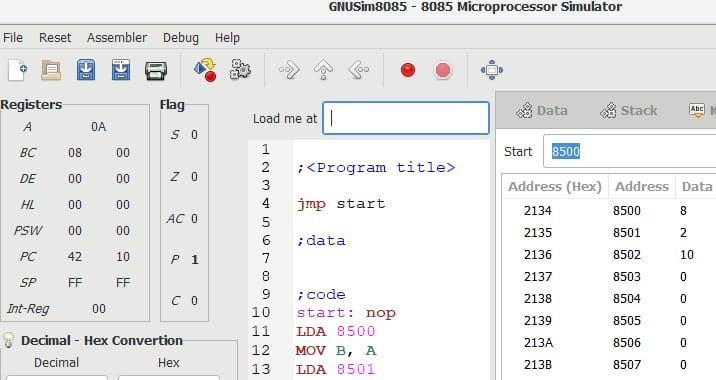 GNUSim8085 - 8085 Microprocessor Simulator
File Reset Assembler Debug Help
Registers
A 0A
BC 08 00
DE 00 00
HL 00 00
PSW 00 00
PC 42 10
SP FF FF
Int-Reg 00
Flag
S 0
Z 0
AC 0
P 1
C 0
Decimal - Hex Convertion
Decimal Hex
Load me at
1
2 ;<Program title>
3
4 jmp start
5
6 ;data
7
8
9 ;code
10 start: nop
11 LDA 8500
12 MOV B, A
13 LDA 8501
Data Stack Abc K
Start 8500
Address (Hex) Address Data
2134 8500 8
2135 8501 2
2136 8502 10
2137 8503 0
2138 8504 0
2139 8505 0
213A 8506 0
213B 8507 0